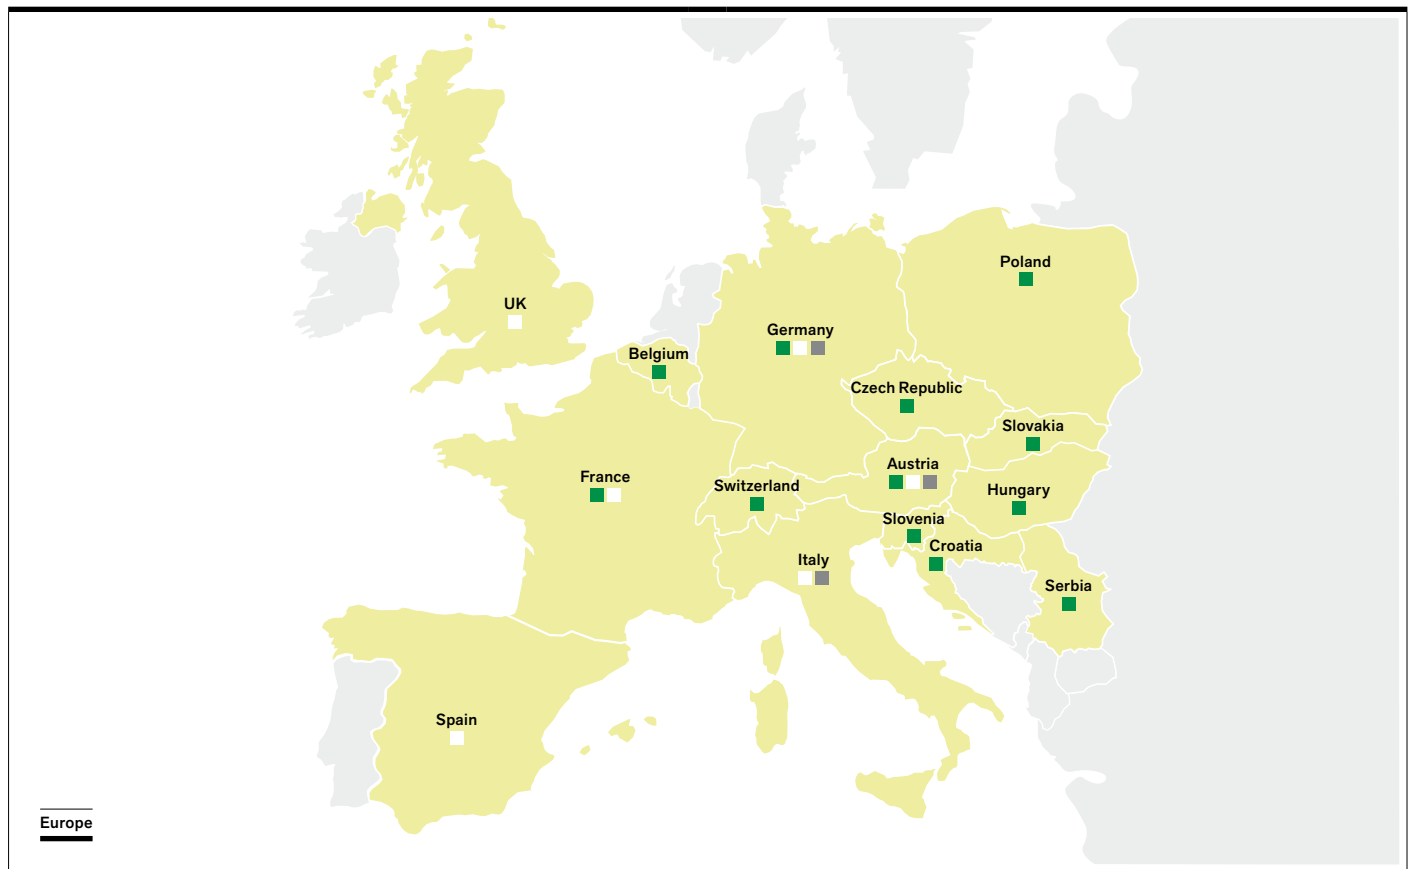 Poland
UK
Germany
Belgium
Czech Republic
Slovakia
Austria
France
Switzerland
Hungary
Slovenia
Croatia
Italy
Serbia
Spain
Europe